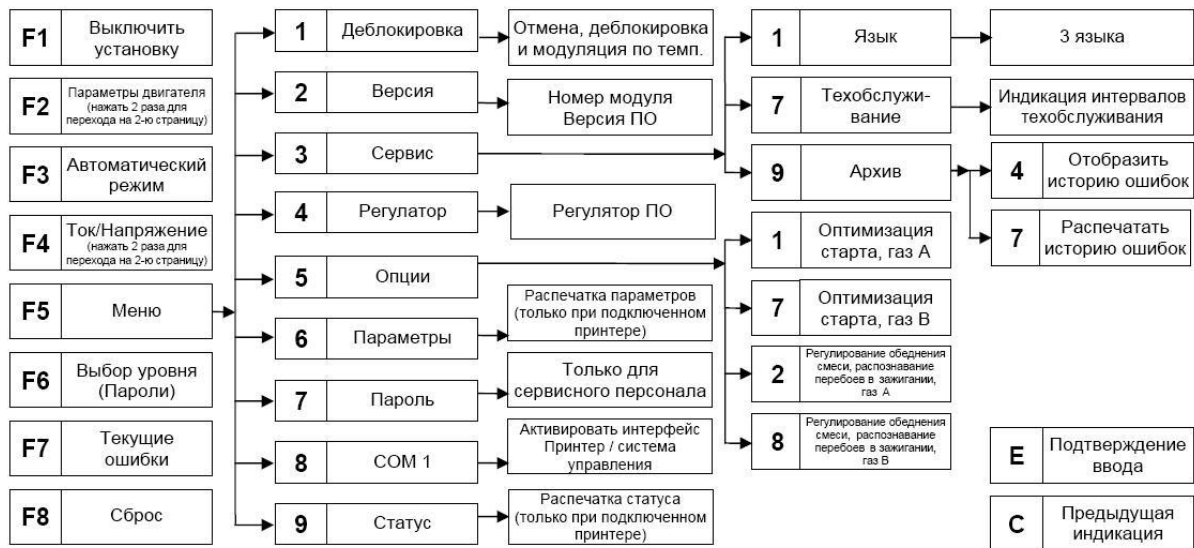 F1
Выключить
установку
F2
Параметры двигателя
(нажать 2 раза для
перехода на 2-ю страницу)
F3
Автоматический
режим
F4
Ток/Напряжение
(нажать 2 раза для
перехода на 2-ю страницу)
F5
Меню
F6
Выбор уровня
(Пароли)
F7
Текущие
ошибки
F8
Сброс
1
Деблокировка
Отмена, деблокировка
и модуляция по темп.
2
Версия
Номер модуля
Версия ПО
3
Сервис
4
Регулатор
Регулятор ПО
5
Опции
6
Параметры
Распечатка параметров
(только при подключенном
принтере)
7
Пароль
Только для
сервисного персонала
8
COM 1
Активировать интерфейс
Принтер / система
управления
9
Статус
Распечатка статуса
(только при подключенном
принтере)
1
Язык
3 языка
7
Техобслужи-
вание
Индикация интервалов
техобслуживания
9
Архив
4
Отобразить
историю ошибок
7
Распечатать
историю ошибок
1
Оптимизация
старта, газ А
7
Оптимизация
старта, газ В
2
Регулирование обеднения
смеси, распознавание
перебоев в зажигании,
газ А
8
Регулирование обеднения
смеси, распознавание
перебоев в зажигании,
газ В
E
Подтверждение
ввода
C
Предыдущая
индикация